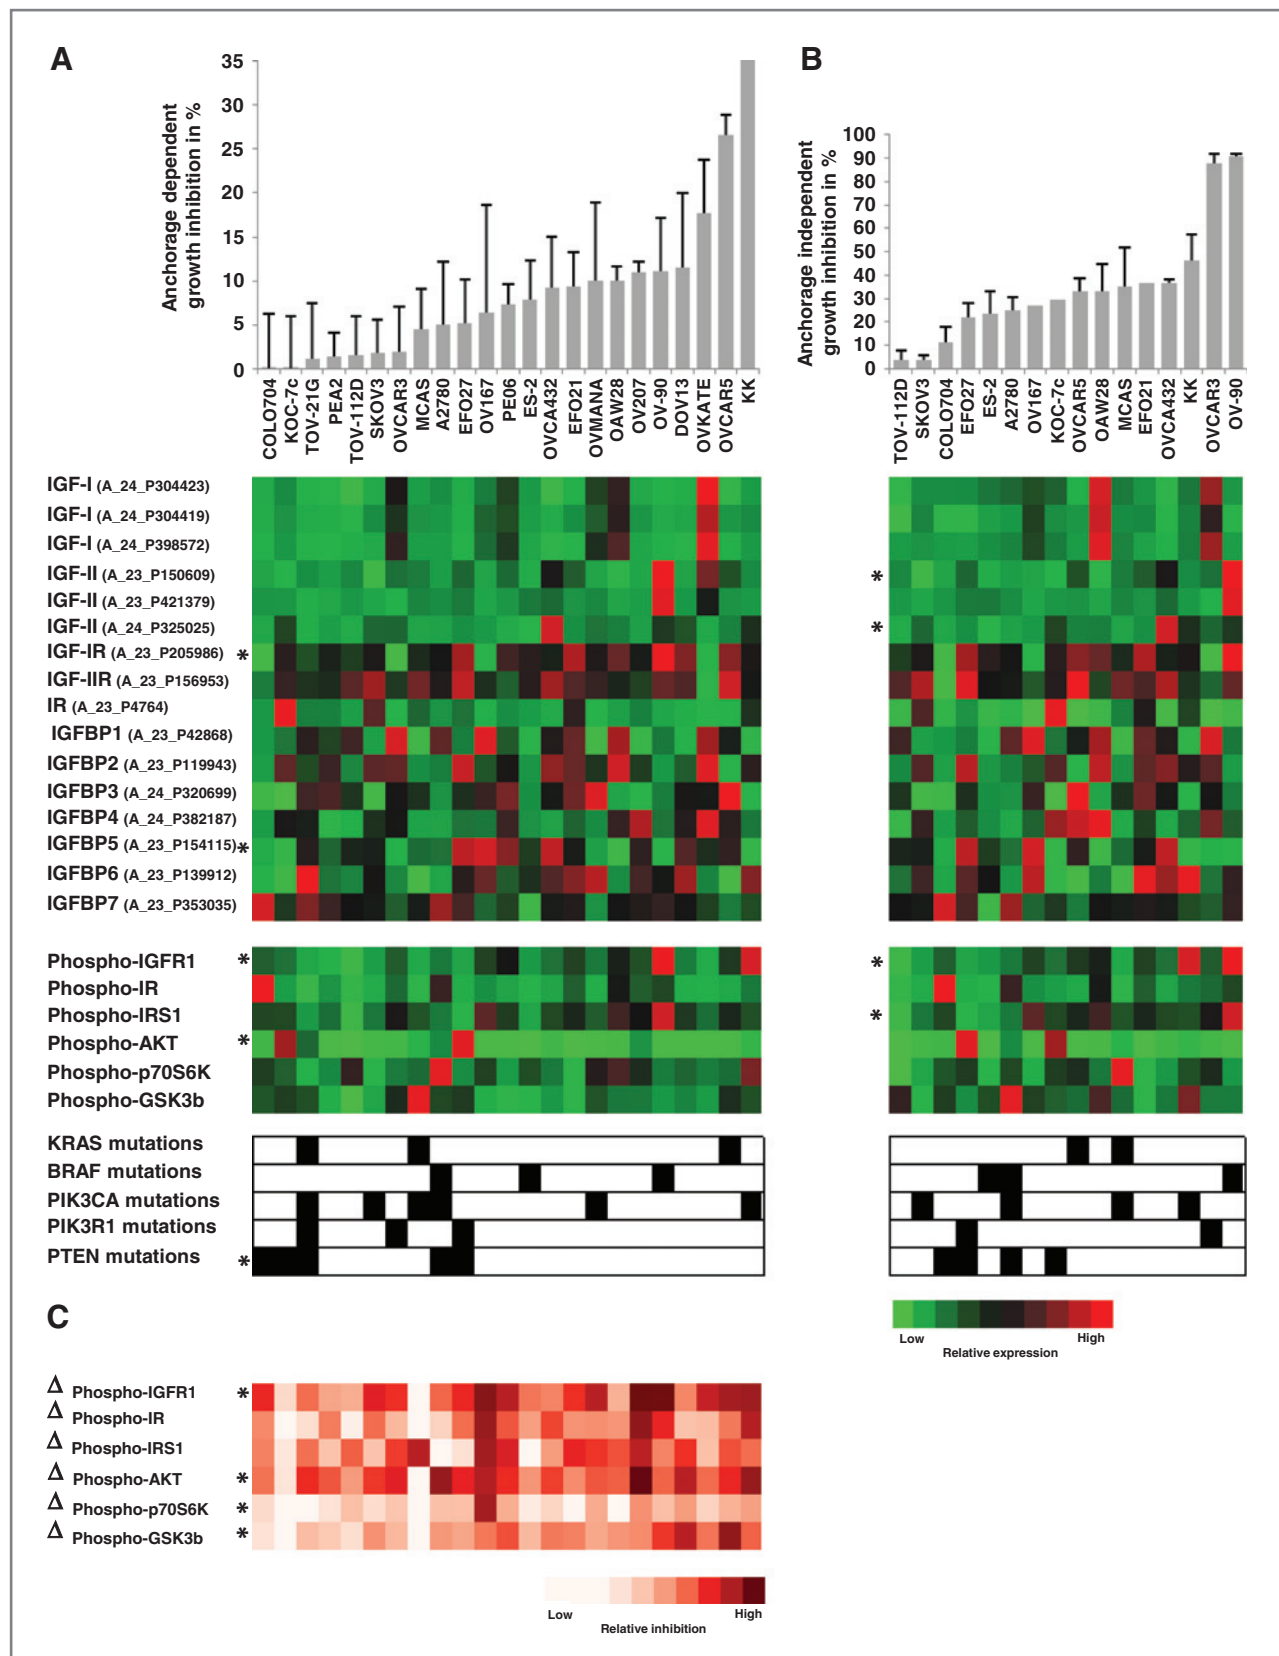 A
Anchorage dependent
growth inhibition in %
35
30
25
20
15
10
5
0
COLO704
KOC-7c
TOV-21G
PEA2
TOV-112D
SKOV3
OVCAR3
MCAS
A2780
EFO27
OV167
PE06
ES-2
OVCA432
EFO21
OVMANA
OAW28
OV207
OV-90
DOV13
OVKATE
OVCAR5
KK
B
Anchorage independent
growth inhibition in %
100
90
80
70
60
50
40
30
20
10
0
TOV-112D
SKOV3
COLO704
EFO27
ES-2
A2780
OV167
KOC-7c
OVCAR5
OAW28
MCAS
EFO21
OVCA432
KK
OVCAR3
OV-90
IGF-I (A_24_P304423)
IGF-I (A_24_P304419)
IGF-I (A_24_P398572)
IGF-II (A_23_P150609) *
IGF-II (A_23_P421379)
IGF-II (A_24_P325025) *
IGF-IR (A_23_P205986) *
IGF-IIR (A_23_P156953)
IR (A_23_P4764)
IGFBP1 (A_23_P42868)
IGFBP2 (A_23_P119943)
IGFBP3 (A_24_P320699)
IGFBP4 (A_24_P382187)
IGFBP5 (A_23_P154115) *
IGFBP6 (A_23_P139912)
IGFBP7 (A_23_P353035)
Phospho-IGFR1 * *
Phospho-IR
Phospho-IRS1 *
Phospho-AKT *
Phospho-p70S6K
Phospho-GSK3b
KRAS mutations
BRAF mutations
PIK3CA mutations
PIK3R1 mutations
PTEN mutations *
Low High
Relative expression
C
Δ Phospho-IGFR1 *
Δ Phospho-IR
Δ Phospho-IRS1
Δ Phospho-AKT *
Δ Phospho-p70S6K *
Δ Phospho-GSK3b *
Low High
Relative inhibition